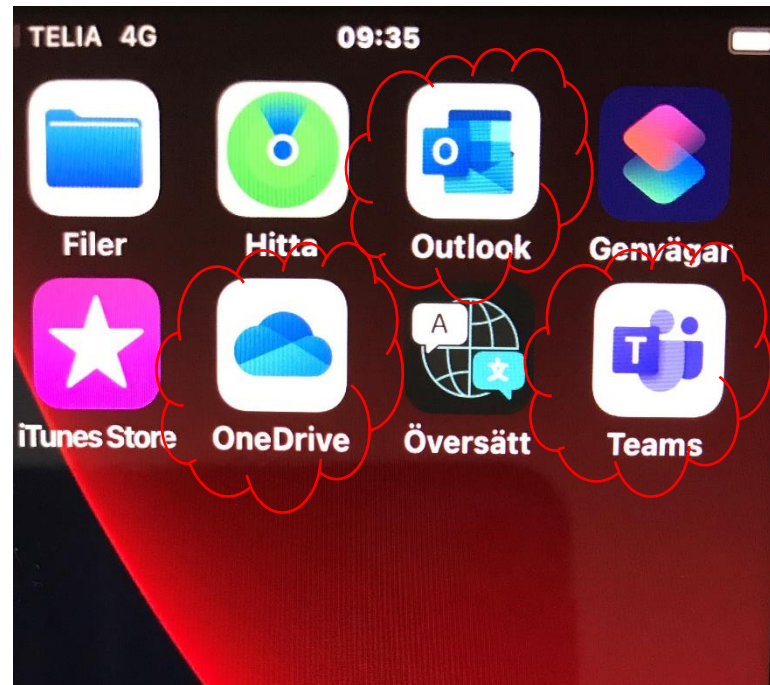 TELIA 4G 09:35
Filer Hitta Outlook Genvägar
iTunes Store OneDrive Översätt Teams